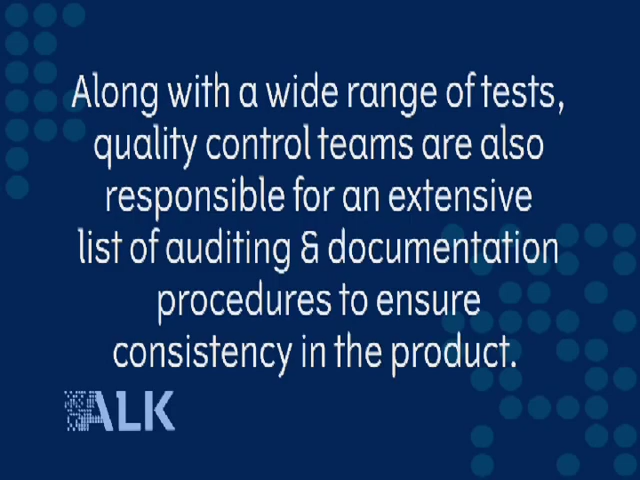 Along with a wide range of tests,
quality control teams are also
responsible for an extensive
list of auditing & documentation
procedures to ensure
consistency in the product.
ALK